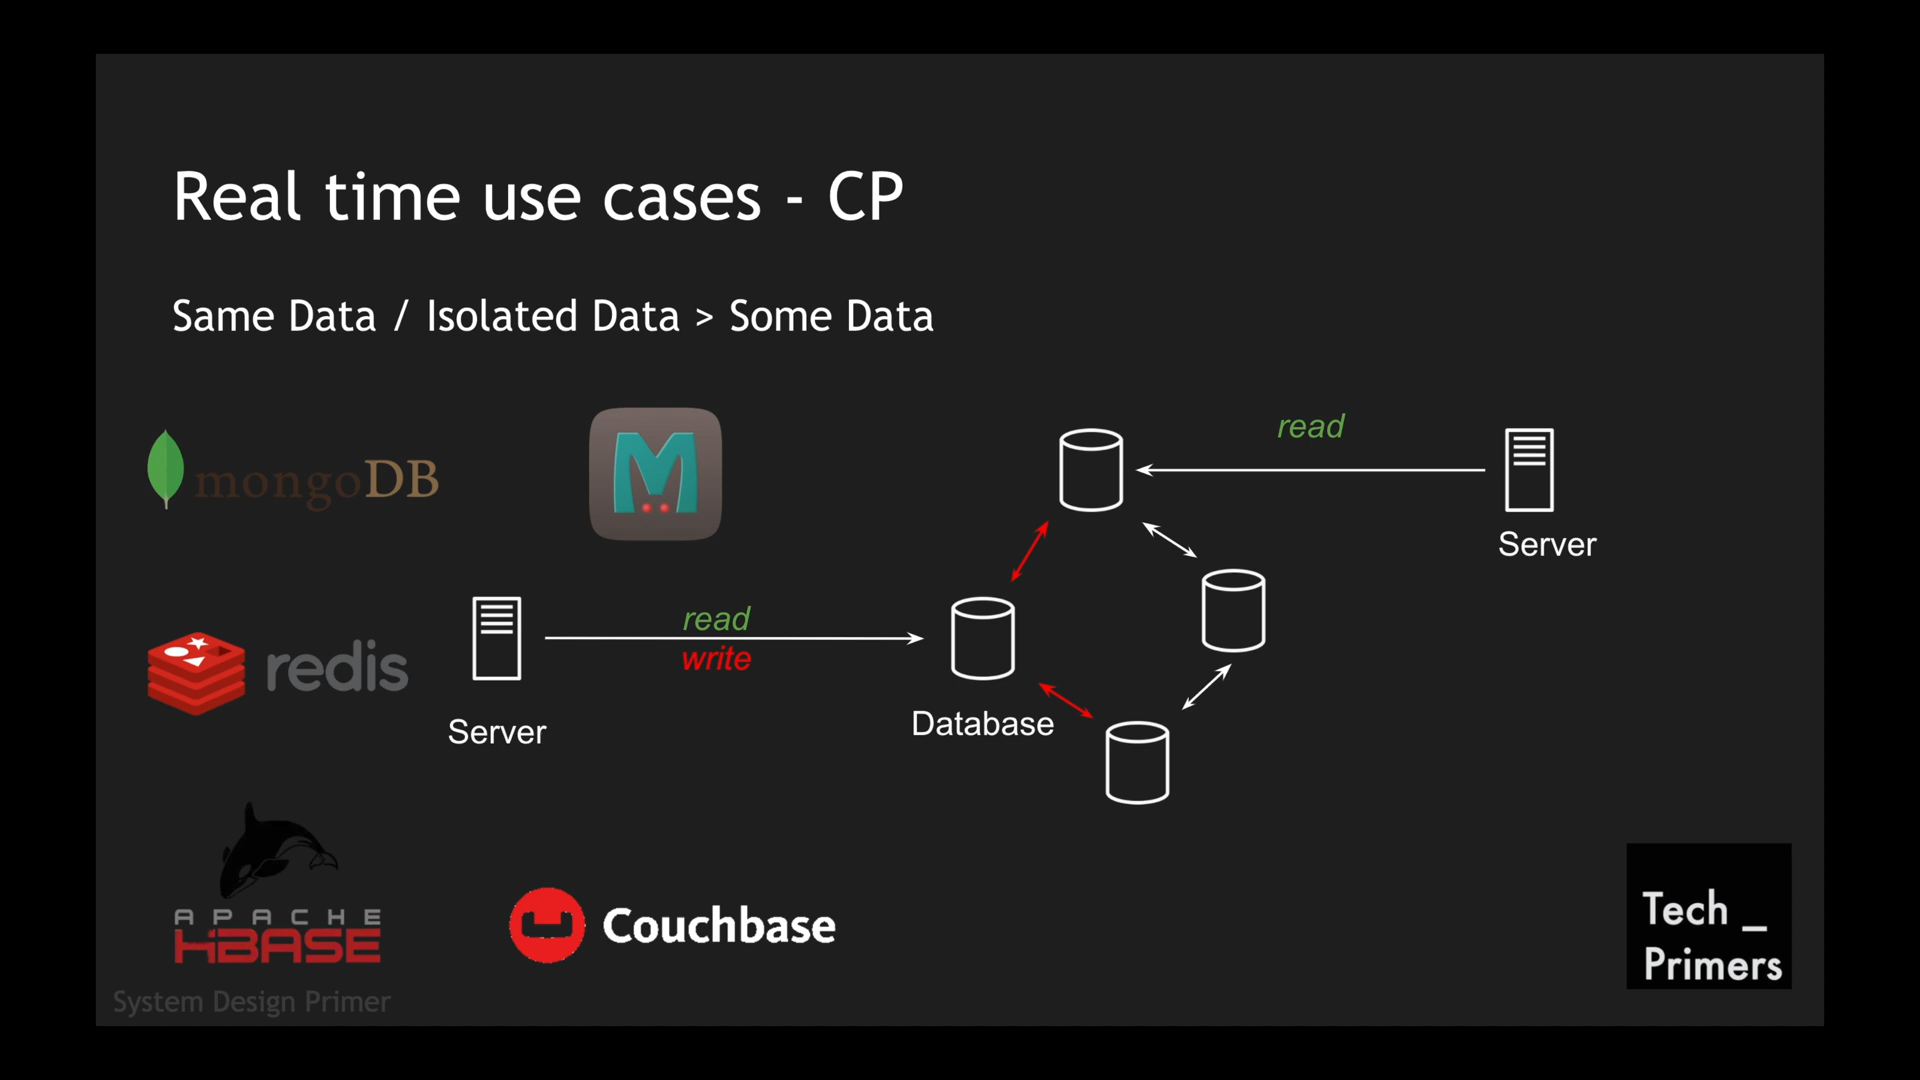 Real time use cases - CP
Same Data / Isolated Data > Some Data
mongoDB
M
read
Server
read
write
redis
Server
Database
APACHE
HBASE
Couchbase
Tech _
Primers
System Design Primer